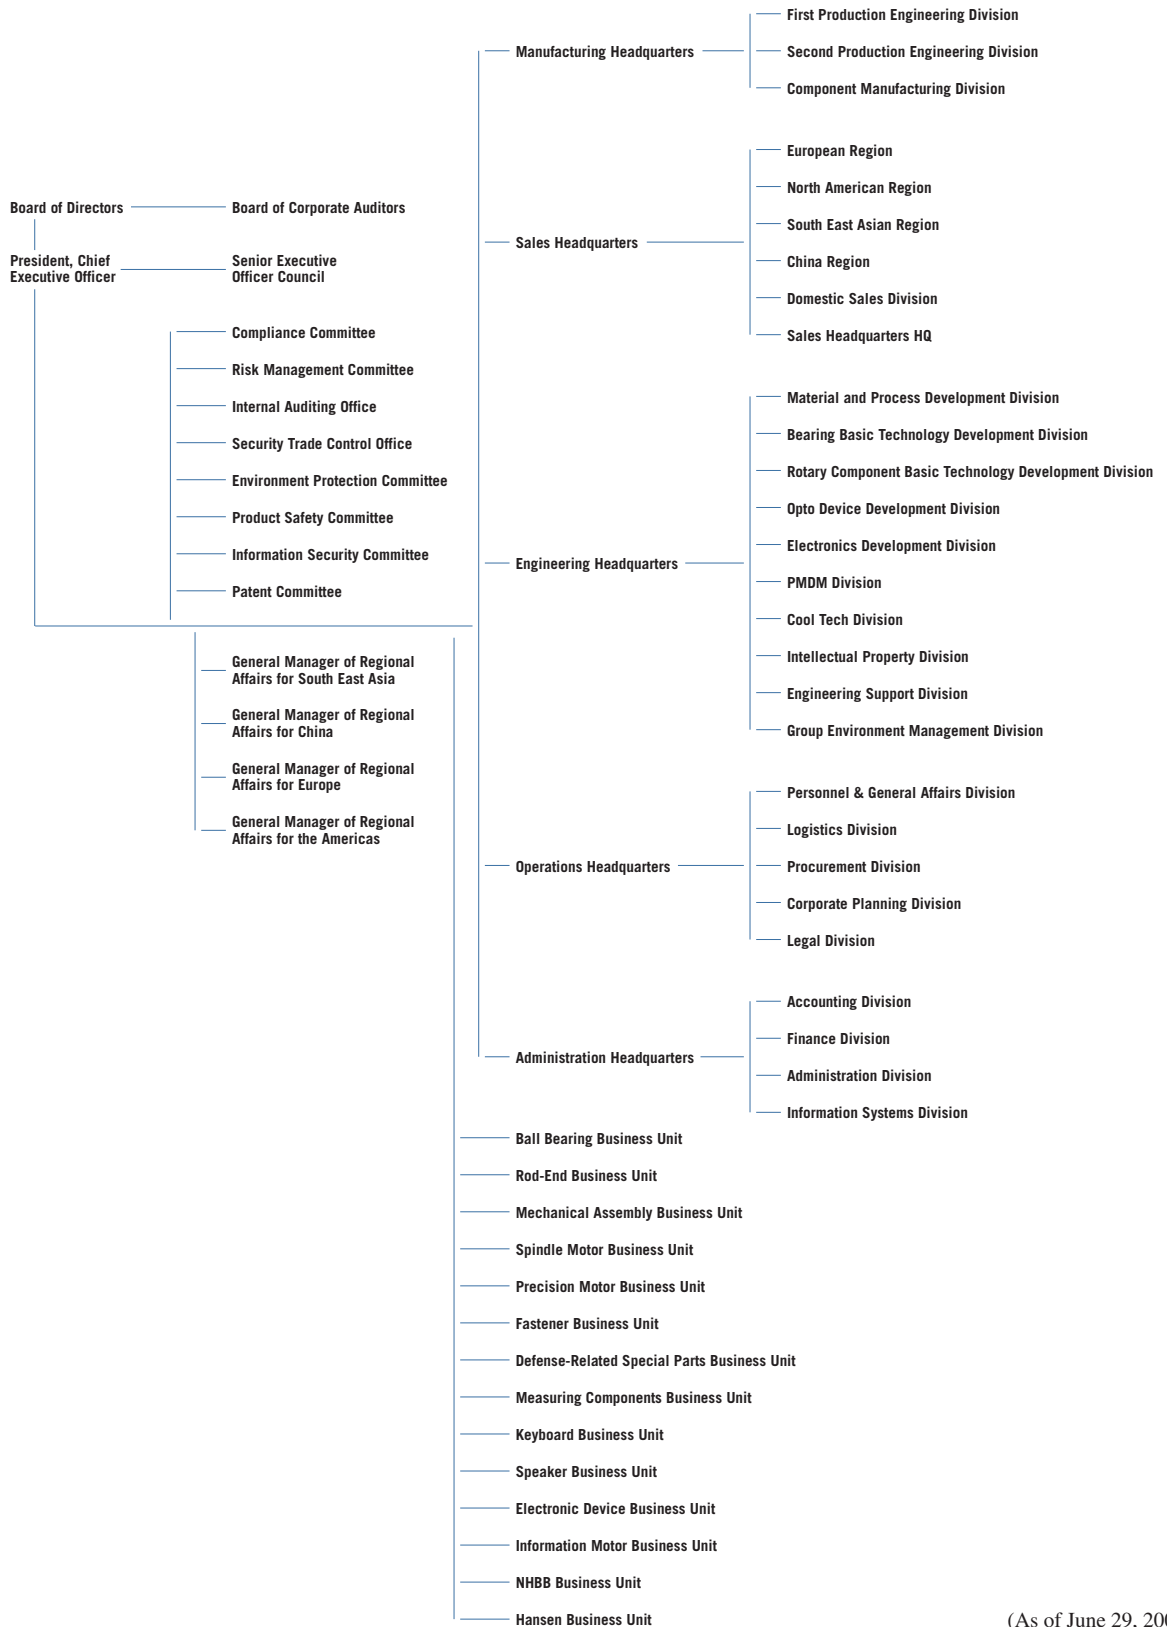 Board of Directors
Board of Corporate Auditors
President, Chief
Executive Officer
Senior Executive
Officer Council
Compliance Committee
Risk Management Committee
Internal Auditing Office
Security Trade Control Office
Environment Protection Committee
Product Safety Committee
Information Security Committee
Patent Committee
General Manager of Regional
Affairs for South East Asia
General Manager of Regional
Affairs for China
General Manager of Regional
Affairs for Europe
General Manager of Regional
Affairs for the Americas
Manufacturing Headquarters
First Production Engineering Division
Second Production Engineering Division
Component Manufacturing Division
Sales Headquarters
European Region
North American Region
South East Asian Region
China Region
Domestic Sales Division
Sales Headquarters HQ
Engineering Headquarters
Material and Process Development Division
Bearing Basic Technology Development Division
Rotary Component Basic Technology Development Division
Opto Device Development Division
Electronics Development Division
PMDM Division
Cool Tech Division
Intellectual Property Division
Engineering Support Division
Group Environment Management Division
Operations Headquarters
Personnel & General Affairs Division
Logistics Division
Procurement Division
Corporate Planning Division
Legal Division
Administration Headquarters
Accounting Division
Finance Division
Administration Division
Information Systems Division
Ball Bearing Business Unit
Rod-End Business Unit
Mechanical Assembly Business Unit
Spindle Motor Business Unit
Precision Motor Business Unit
Fastener Business Unit
Defense-Related Special Parts Business Unit
Measuring Components Business Unit
Keyboard Business Unit
Speaker Business Unit
Electronic Device Business Unit
Information Motor Business Unit
NHBB Business Unit
Hansen Business Unit
(As of June 29,